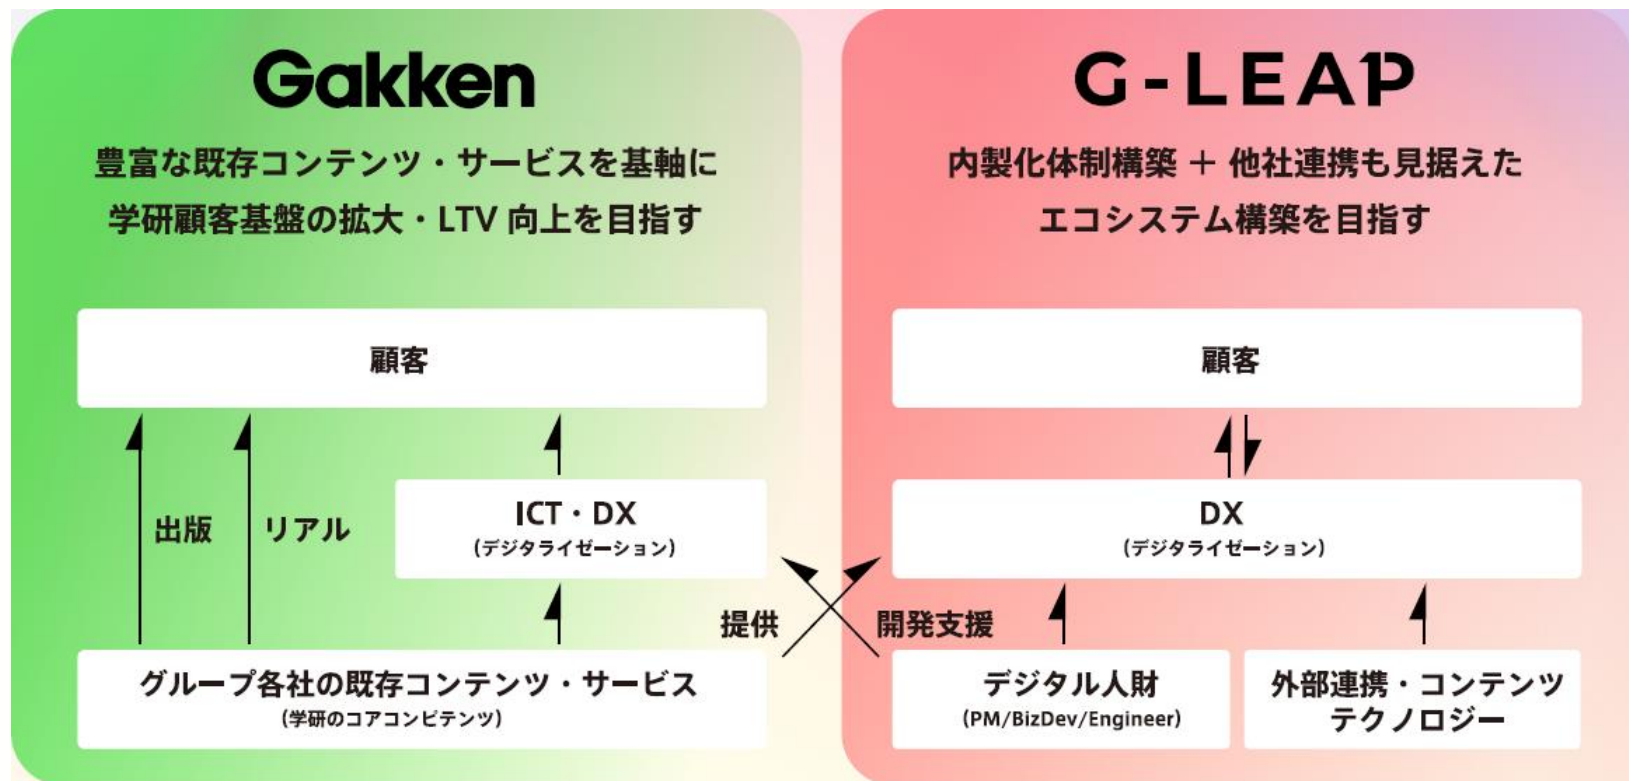 Gakken
豊富な既存コンテンツ・サービスを基軸に
学研顧客基盤の拡大・LTV 向上を目指す
顧客
出版
リアル
ICT・DX
(デジタライゼーション)
提供
グループ各社の既存コンテンツ・サービス
(学研のコアコンピテンツ)
G-LEAP
内製化体制構築 + 他社連携も見据えた
エコシステム構築を目指す
顧客
DX
(デジタライゼーション)
開発支援
デジタル人財
(PM/BizDev/Engineer)
外部連携・コンテンツ
テクノロジー